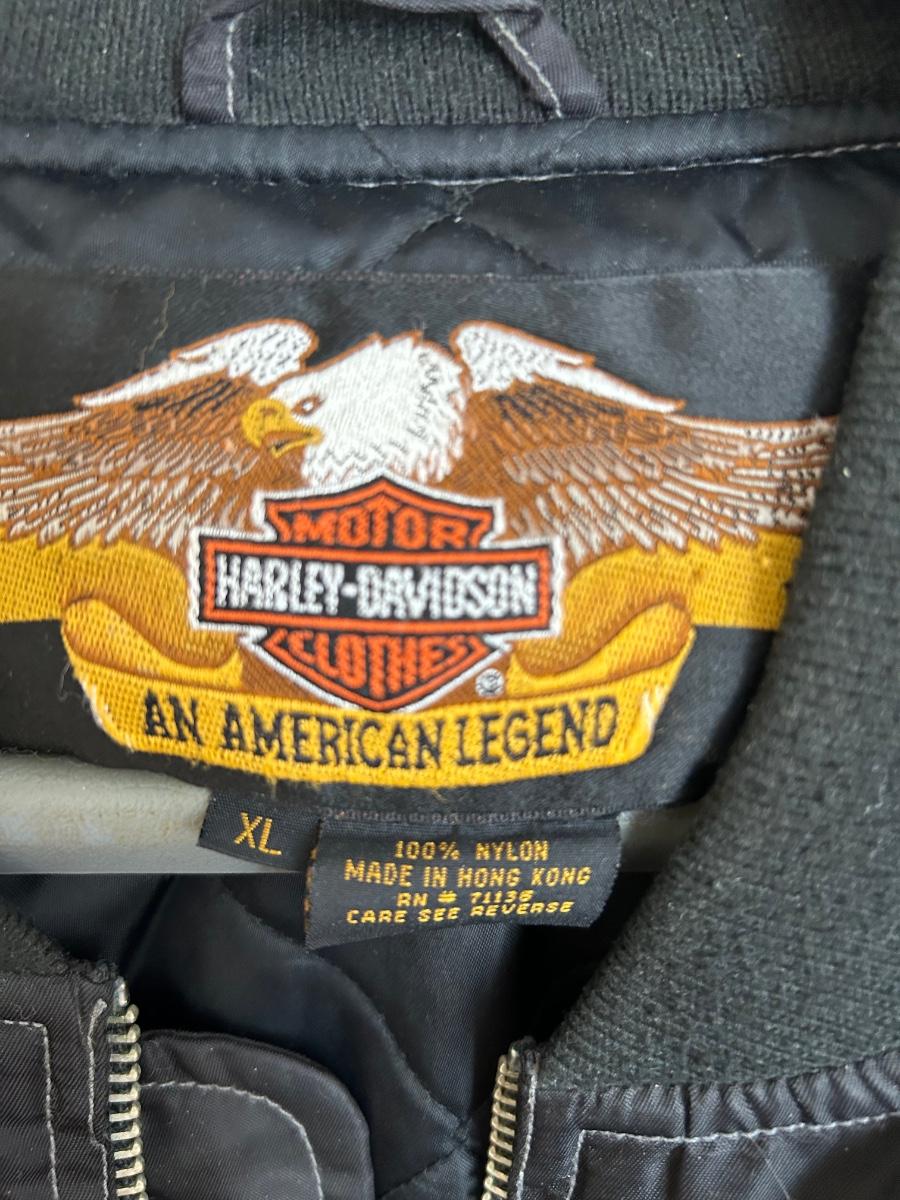 MOTOR
HARLEY-DAVIDSON
CLOTHES
®
AN AMERICAN LEGEND
XL
100% NYLON
MADE IN HONG KONG
RN # 71136
CARE SEE REVERSE